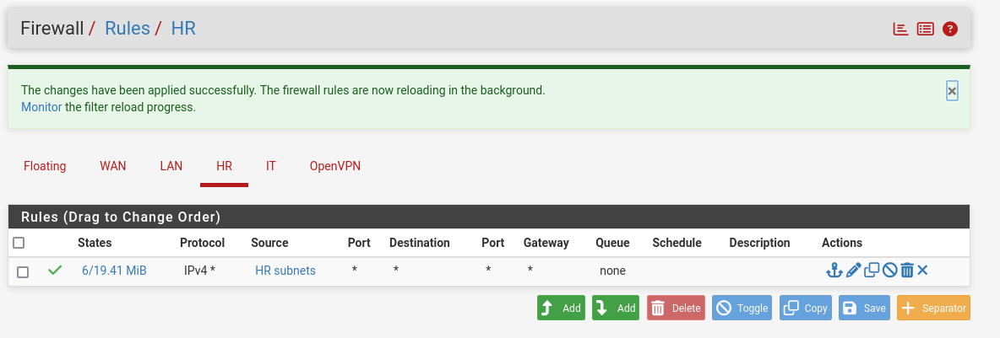 Firewall / Rules / HR
The changes have been applied successfully. The firewall rules are now reloading in the background.
Monitor the filter reload progress.
Floating WAN LAN HR IT OpenVPN
Rules (Drag to Change Order)
States Protocol Source Port Destination Port Gateway Queue Schedule Description Actions
6/19.41 MiB IPv4 * HR subnets * * * * none
Add Add Delete Toggle Copy Save Separator